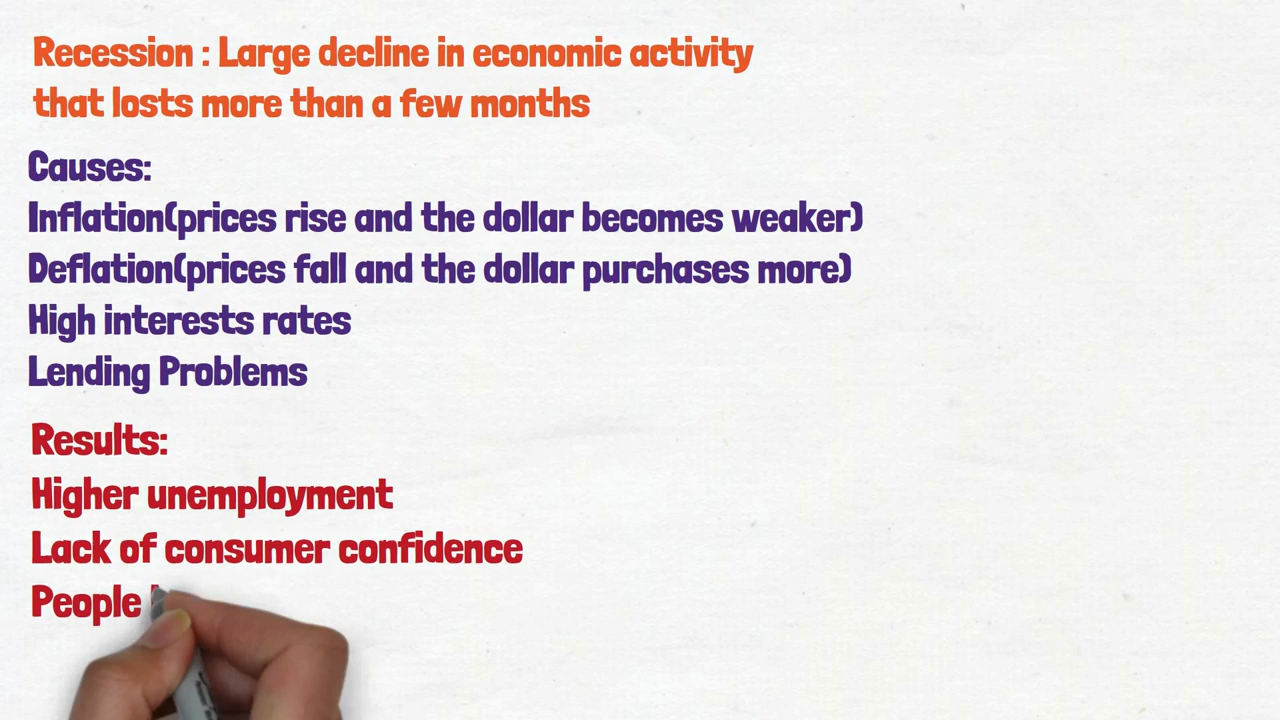 Recession : Large decline in economic activity
that losts more than a few months
Causes:
Inflation(prices rise and the dollar becomes weaker)
Deflation(prices fall and the dollar purchases more)
High interests rates
Lending Problems
Results:
Higher unemployment
Lack of consumer confidence
People